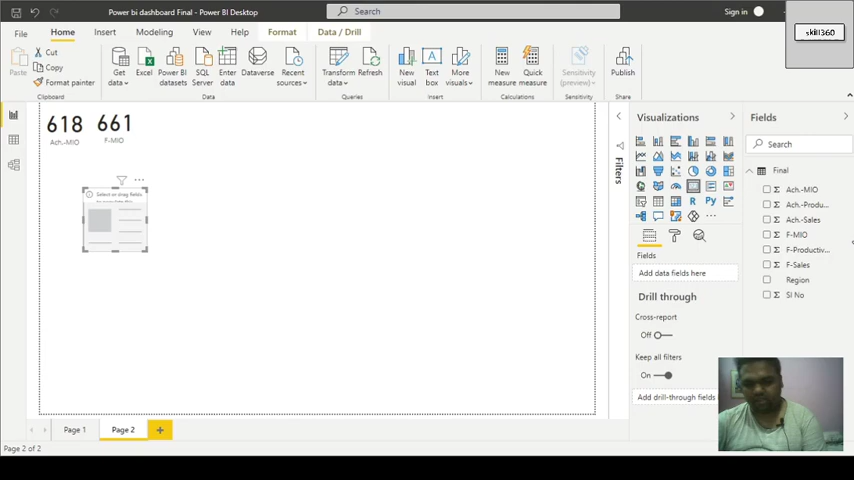 Power bi dashboard Final - Power BI Desktop
Search
Sign in
skill360
File
Home
Insert
Modeling
View
Help
Format
Data / Drill
Paste
Cut
Copy
Format painter
Clipboard
Get data
Excel
Power BI datasets
SQL Server
Enter data
Dataverse
Recent sources
Data
Transform data
Refresh
Queries
New visual
Text box
More visuals
Insert
New measure
Quick measure
Calculations
Sensitivity (preview)
Sensitivity
Publish
Share
618
Ach.-MIO
661
F-MIO
Select or drag fields
Filters
Visualizations
R
Py
Fields
Add data fields here
Drill through
Cross-report
Off
Keep all filters
On
Add drill-through fields
Fields
Search
Final
Ach.-MIO
Ach.-Produ...
Ach.-Sales
F-MIO
F-Productiv...
F-Sales
Region
Sl No
Page 1
Page 2
Page 2 of 2